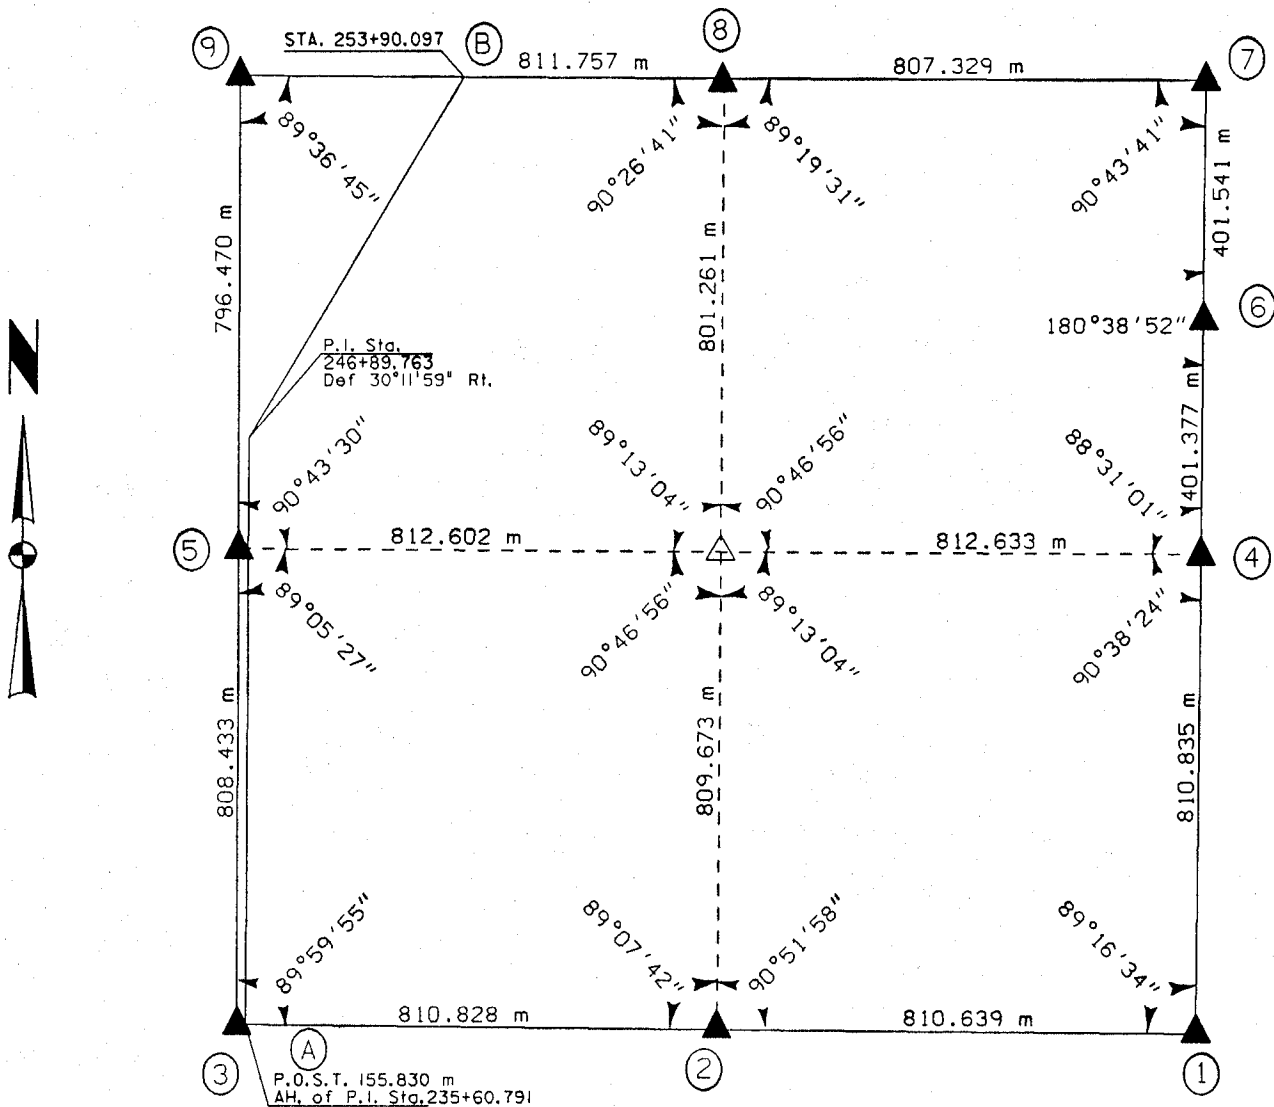 9
STA. 253+90.097
B
8
7
811.757 m
807.329 m
89°36'45"
90°26'41"
89°19'31"
90°43'41"
401.541 m
796.470 m
801.261 m
6
180°38'52"
N
P.I. Sta.
246+89.763
Def 30°11'59" Rt.
401.377 m
90°43'30"
89°13'04"
90°46'56"
88°31'01"
5
812.602 m
812.633 m
4
89°05'27"
90°46'56"
89°13'04"
90°38'24"
808.433 m
809.673 m
810.835 m
89°59'55"
89°07'42"
90°51'58"
89°16'34"
810.828 m
810.639 m
3
A
2
1
P.O.S.T. 155.830 m
AH. of P.I. Sta.235+60.791